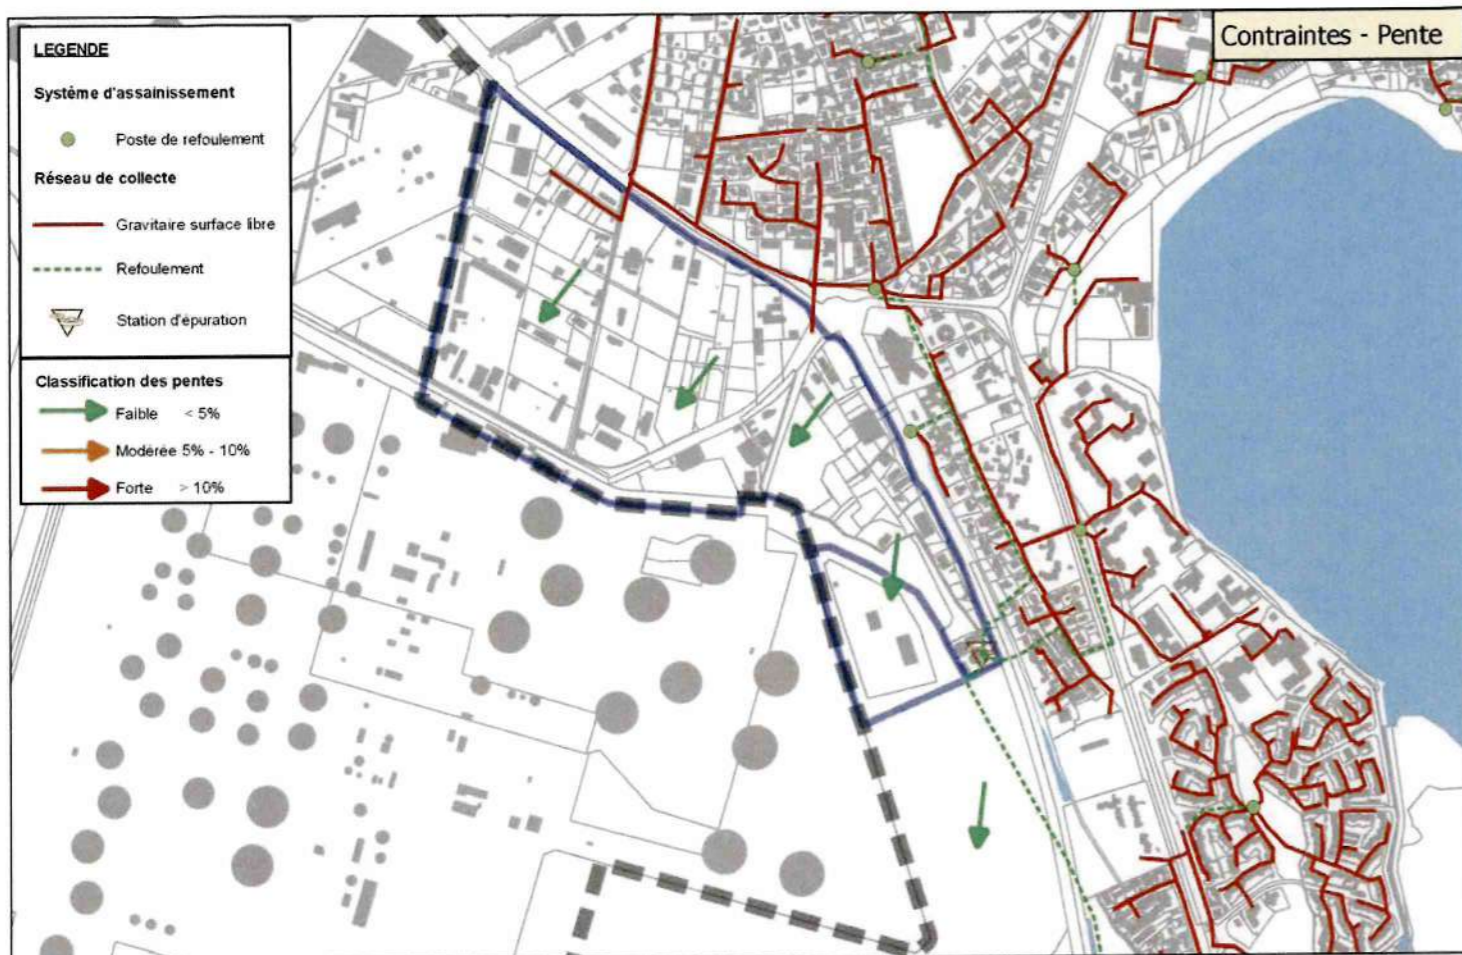 Contraintes - Pente
LEGENDE
Système d'assainissement
Poste de refoulement
Réseau de collecte
Gravitaire surface libre
Refoulement
Station d'épuration
Classification des pentes
Faible < 5%
Modérée 5% - 10%
Forte > 10%